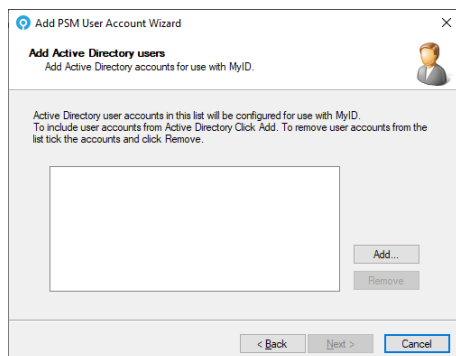 Add PSM User Account Wizard
Add Active Directory users
Add Active Directory accounts for use with MyID.
Active Directory user accounts in this list will be configured for use with MyID.
To include user accounts from Active Directory Click Add. To remove user accounts from the
list tick the accounts and click Remove.
Add...
Remove
< Back
Next >
Cancel